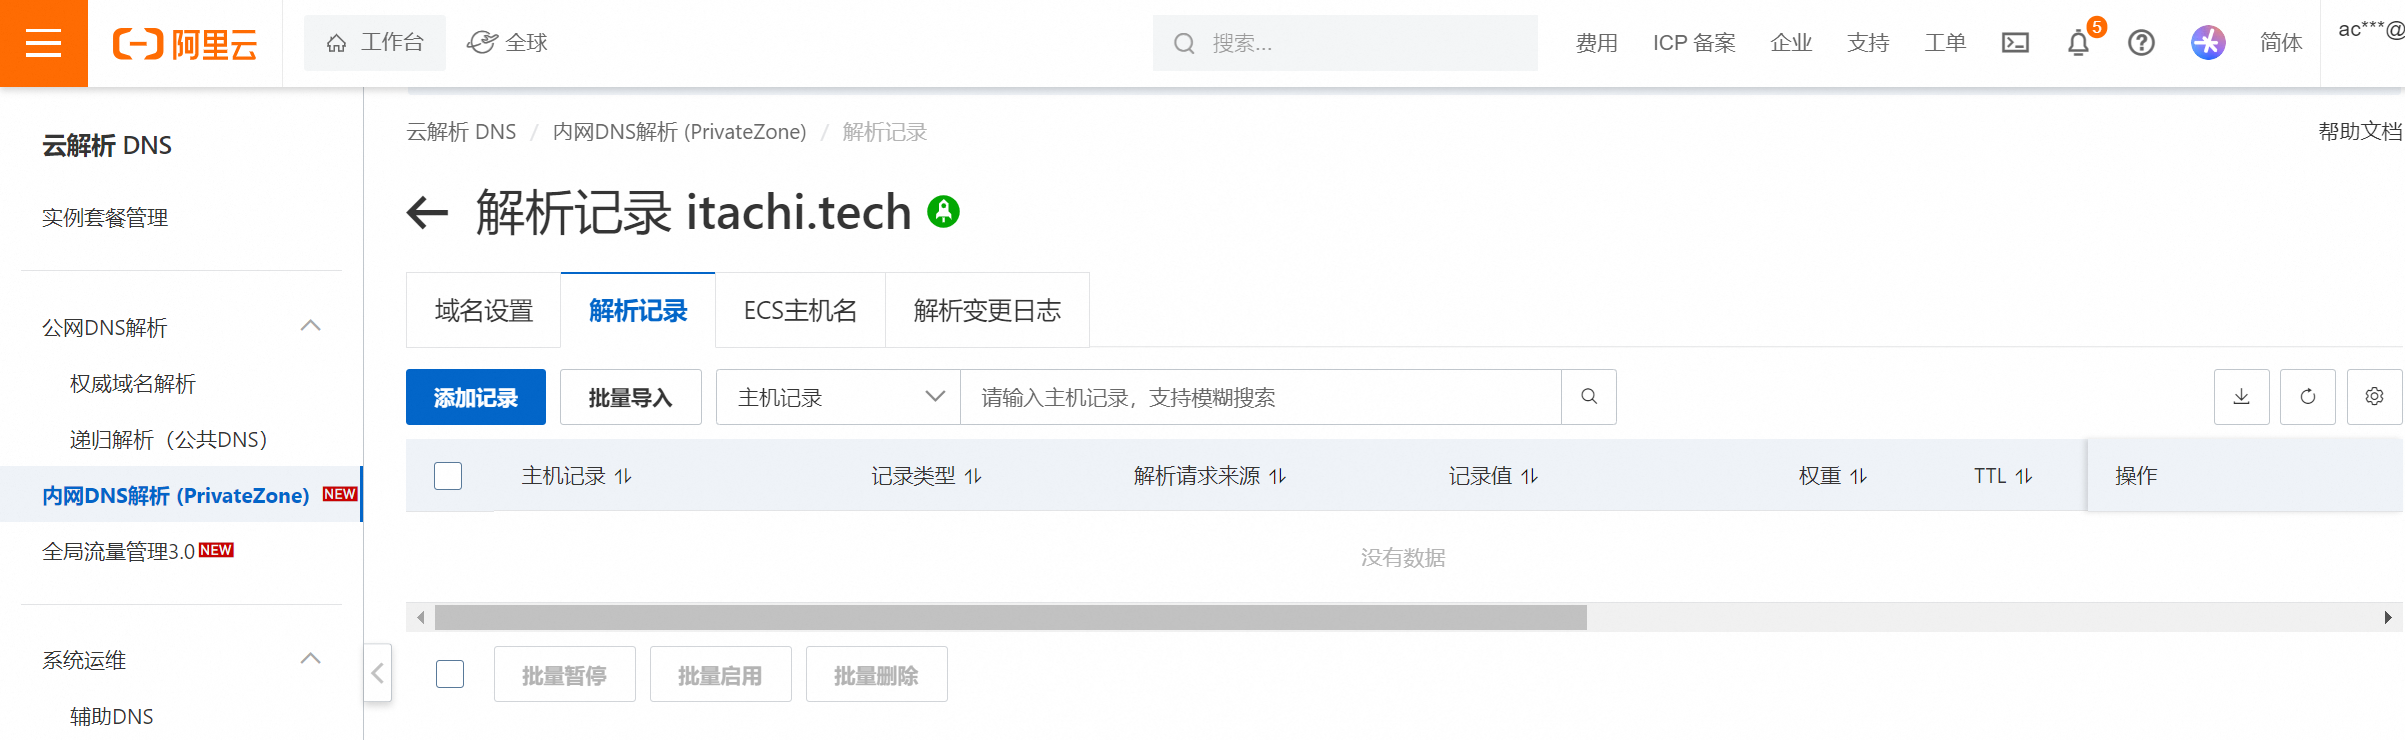 阿里云
工作台
全球
搜索...
费用
ICP 备案
企业
支持
工单
5
简体
ac***@
云解析 DNS
实例套餐管理
公网DNS解析
权威域名解析
递归解析（公共DNS）
内网DNS解析 (PrivateZone) NEW
全局流量管理3.0 NEW
系统运维
辅助DNS
云解析 DNS / 内网DNS解析 (PrivateZone) / 解析记录
帮助文档
解析记录 itachi.tech
域名设置
解析记录
ECS主机名
解析变更日志
添加记录
批量导入
主机记录
请输入主机记录，支持模糊搜索
主机记录
记录类型
解析请求来源
记录值
权重
TTL
操作
没有数据
批量暂停
批量启用
批量删除